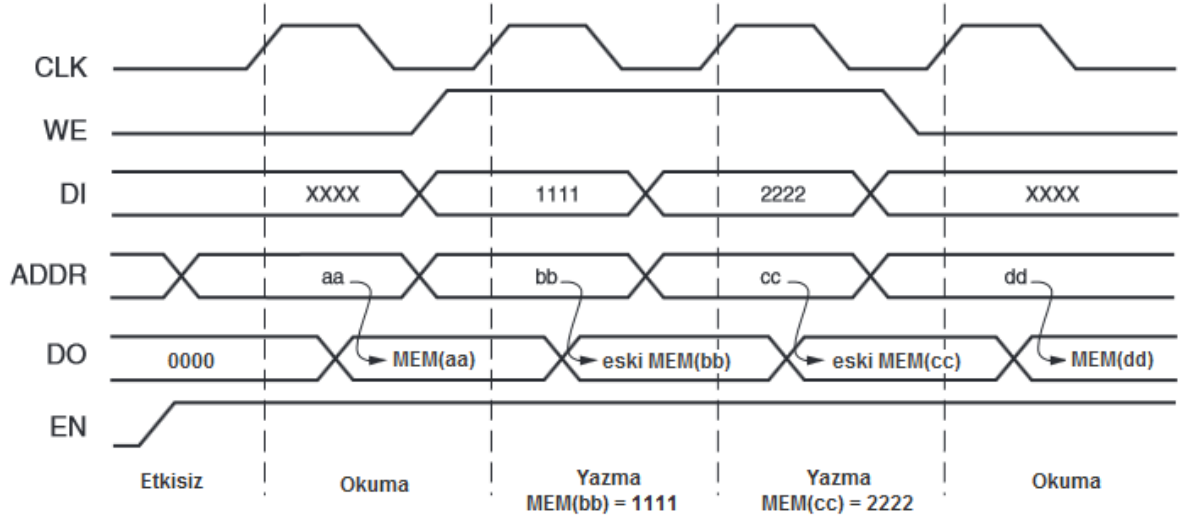 CLK
WE
DI XXXX 1111 2222 XXXX
ADDR aa bb cc dd
DO 0000 MEM(aa) eski MEM(bb) eski MEM(cc) MEM(dd)
EN
Etkisiz Okuma Yazma Yazma Okuma
MEM(bb) = 1111 MEM(cc) = 2222